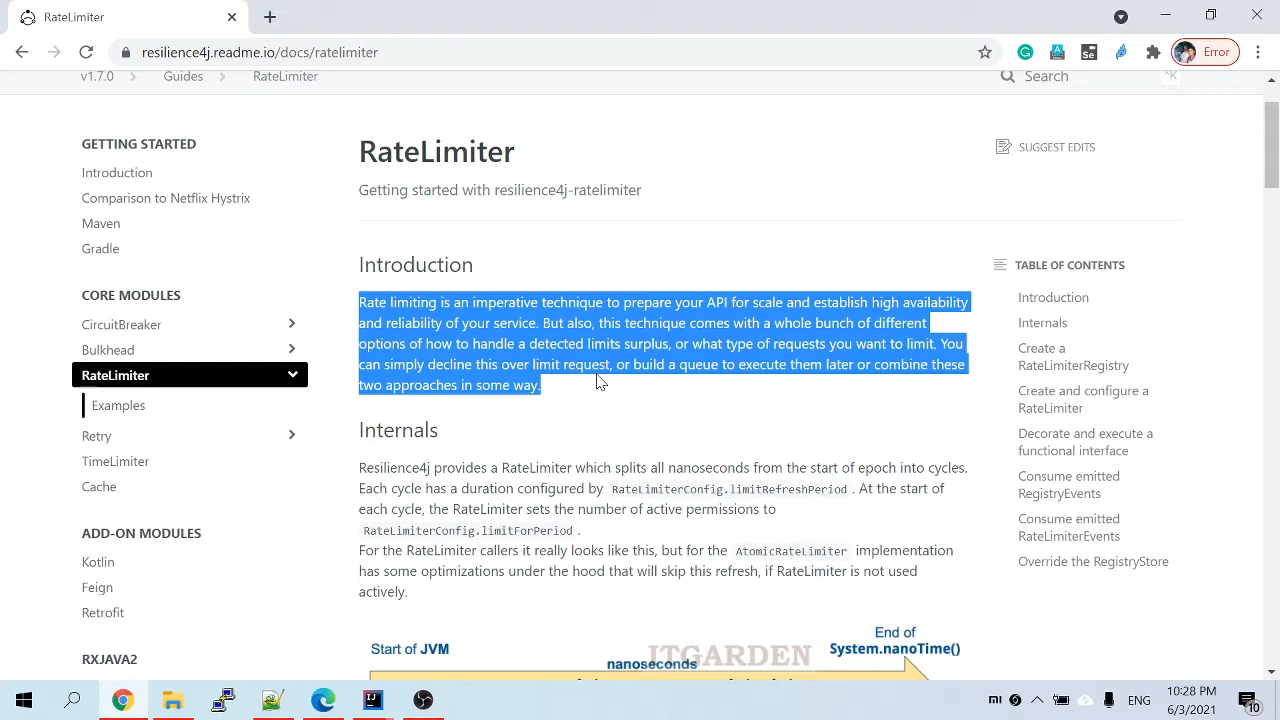 RateLimiter
resilience4j.readme.io/docs/ratelimiter
Error
v1.7.0
Guides
RateLimiter
Search
^K
GETTING STARTED
Introduction
Comparison to Netflix Hystrix
Maven
Gradle
CORE MODULES
CircuitBreaker
Bulkhead
RateLimiter
Examples
Retry
TimeLimiter
Cache
ADD-ON MODULES
Kotlin
Feign
Retrofit
RXJAVA2
RateLimiter
Getting started with resilience4j-ratelimiter
SUGGEST EDITS
Introduction
Rate limiting is an imperative technique to prepare your API for scale and establish high availability
and reliability of your service. But also, this technique comes with a whole bunch of different
options of how to handle a detected limits surplus, or what type of requests you want to limit. You
can simply decline this over limit request, or build a queue to execute them later or combine these
two approaches in some way.
Internals
Resilience4j provides a RateLimiter which splits all nanoseconds from the start of epoch into cycles.
Each cycle has a duration configured by RateLimiterConfig.limitRefreshPeriod. At the start of
each cycle, the RateLimiter sets the number of active permissions to
RateLimiterConfig.limitForPeriod.
For the RateLimiter callers it really looks like this, but for the AtomicRateLimiter implementation
has some optimizations under the hood that will skip this refresh, if RateLimiter is not used
actively.
Start of JVM
nanoseconds
End of
System.nanoTime()
ITGARDEN
TABLE OF CONTENTS
Introduction
Internals
Create a
RateLimiterRegistry
Create and configure a
RateLimiter
Decorate and execute a
functional interface
Consume emitted
RegistryEvents
Consume emitted
RateLimiterEvents
Override the RegistryStore
ENG
10:28 PM
6/3/2021
10